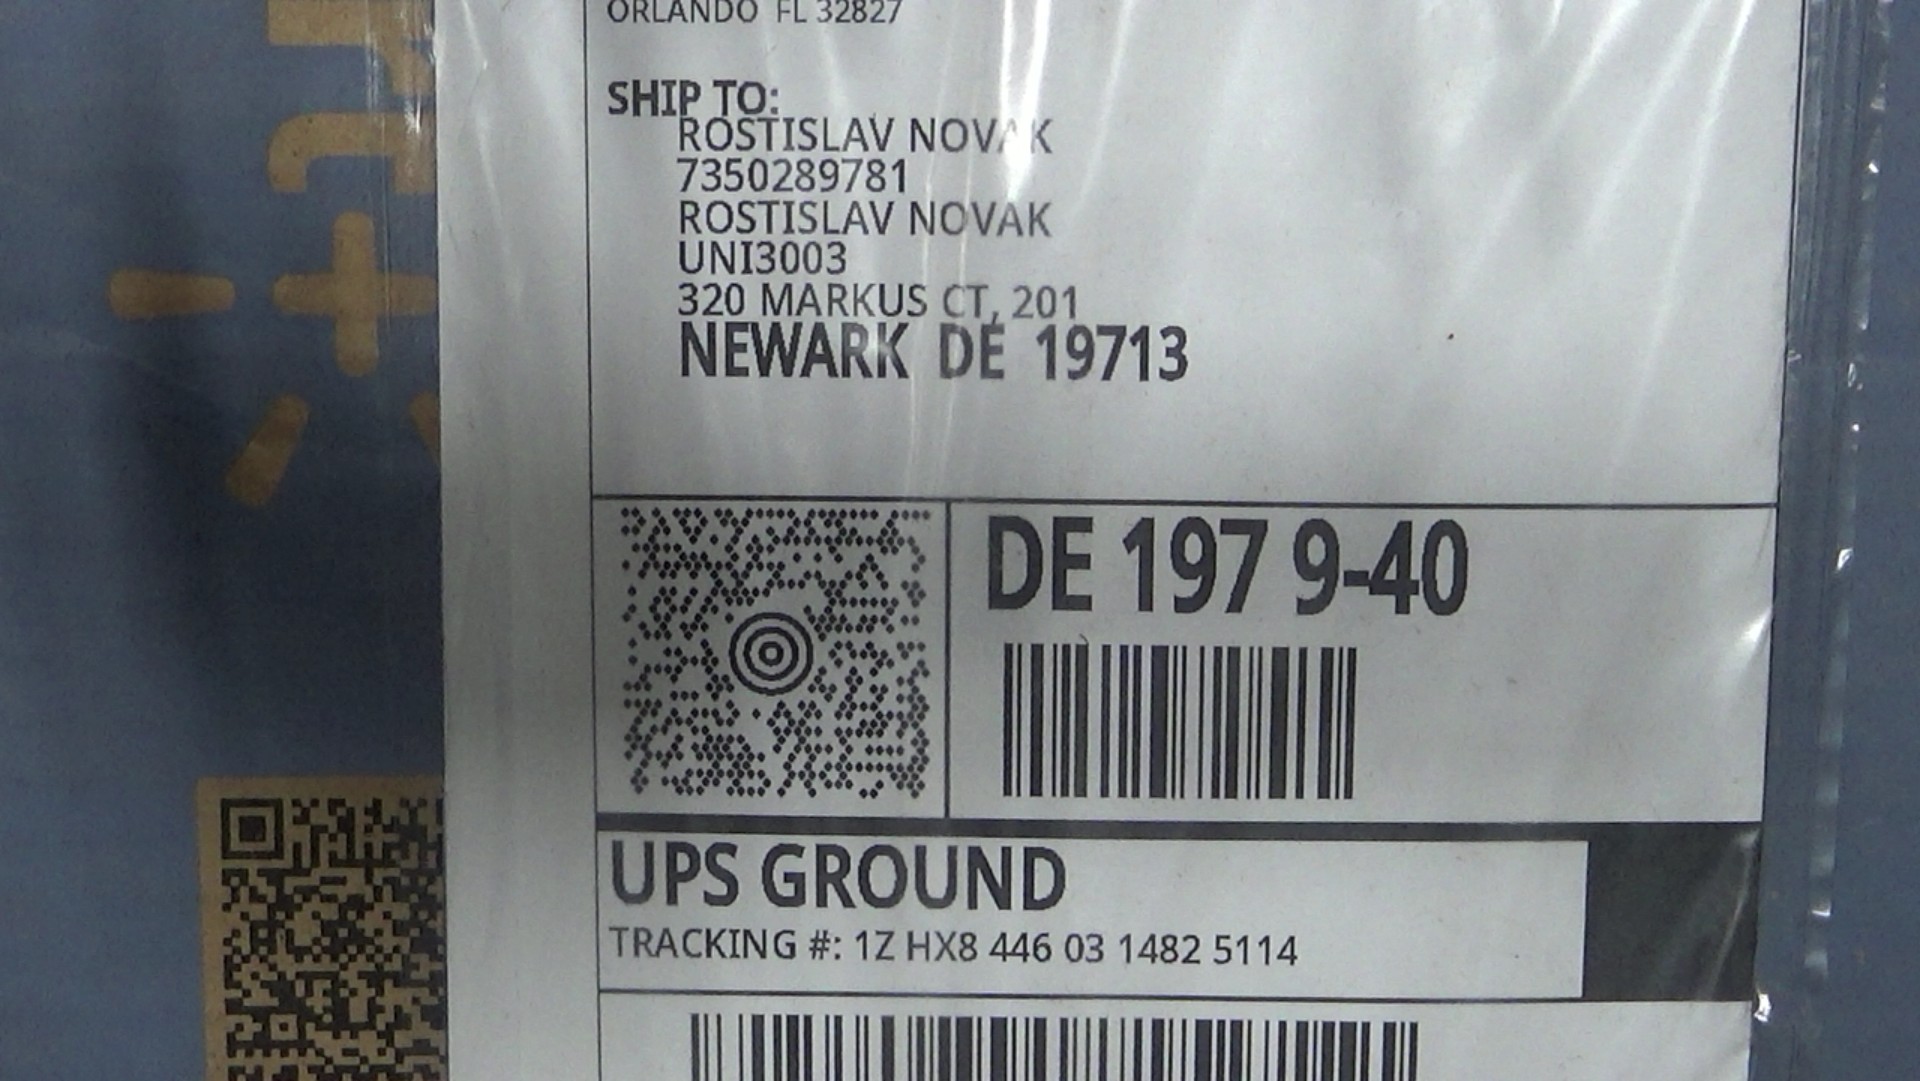 ORLANDO FL 32827
SHIP TO:
ROSTISLAV NOVAK
7350289781
ROSTISLAV NOVAK
UNI3003
320 MARKUS CT, 201
NEWARK DE 19713
DE 197 9-40
UPS GROUND
TRACKING #: 1Z HX8 446 03 1482 5114